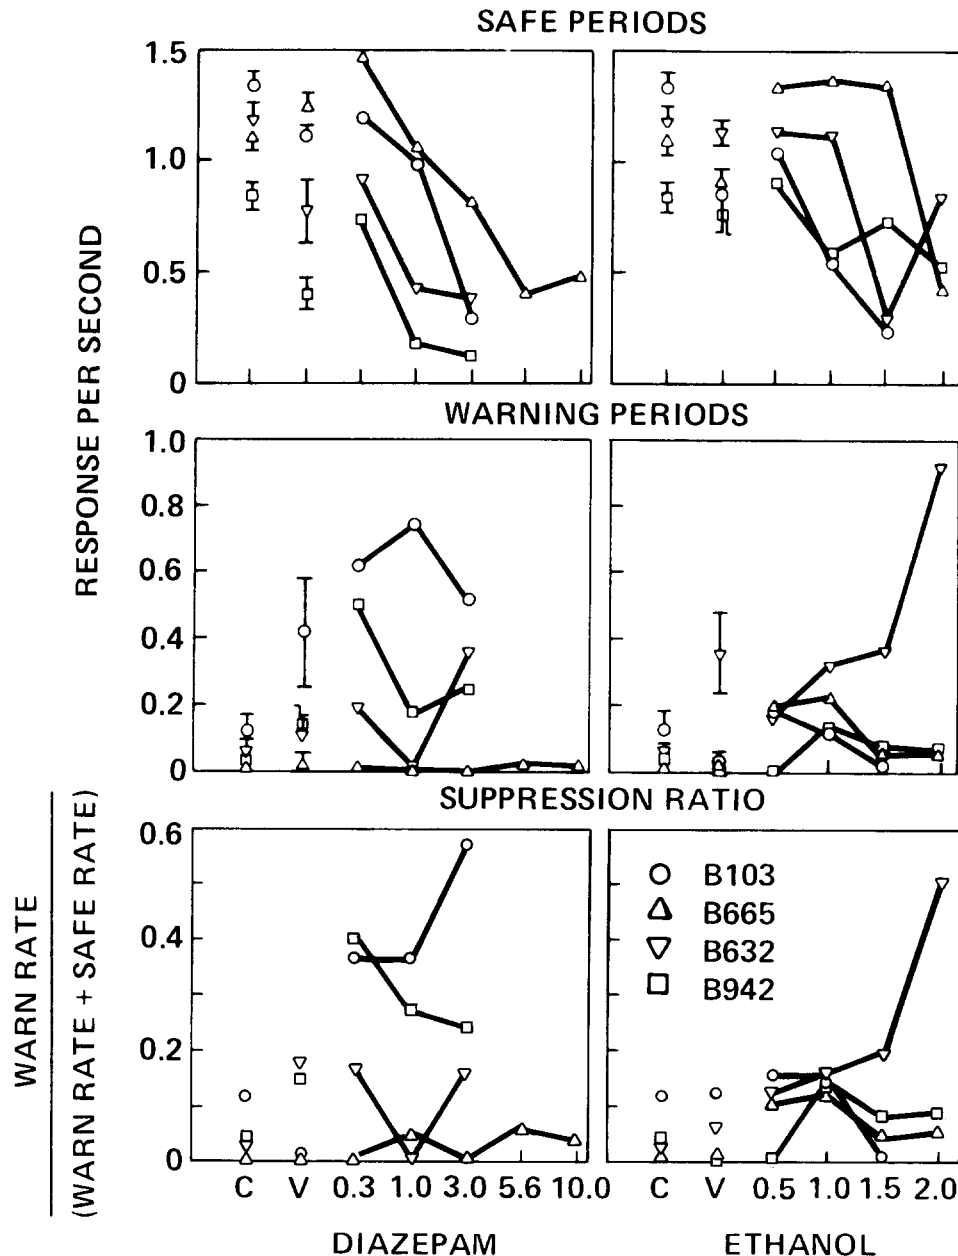 SAFE PERIODS
1.5
1.0
0.5
0
WARNING PERIODS
1.0
0.8
0.6
0.4
0.2
0
RESPONSE PER SECOND
SUPPRESSION RATIO
0.6
0.4
0.2
0
WARN RATE
(WARN RATE + SAFE RATE)
B103
B665
B632
B942
C V 0.3 1.0 3.0 5.6 10.0
C V 0.5 1.0 1.5 2.0
DIAZEPAM
ETHANOL